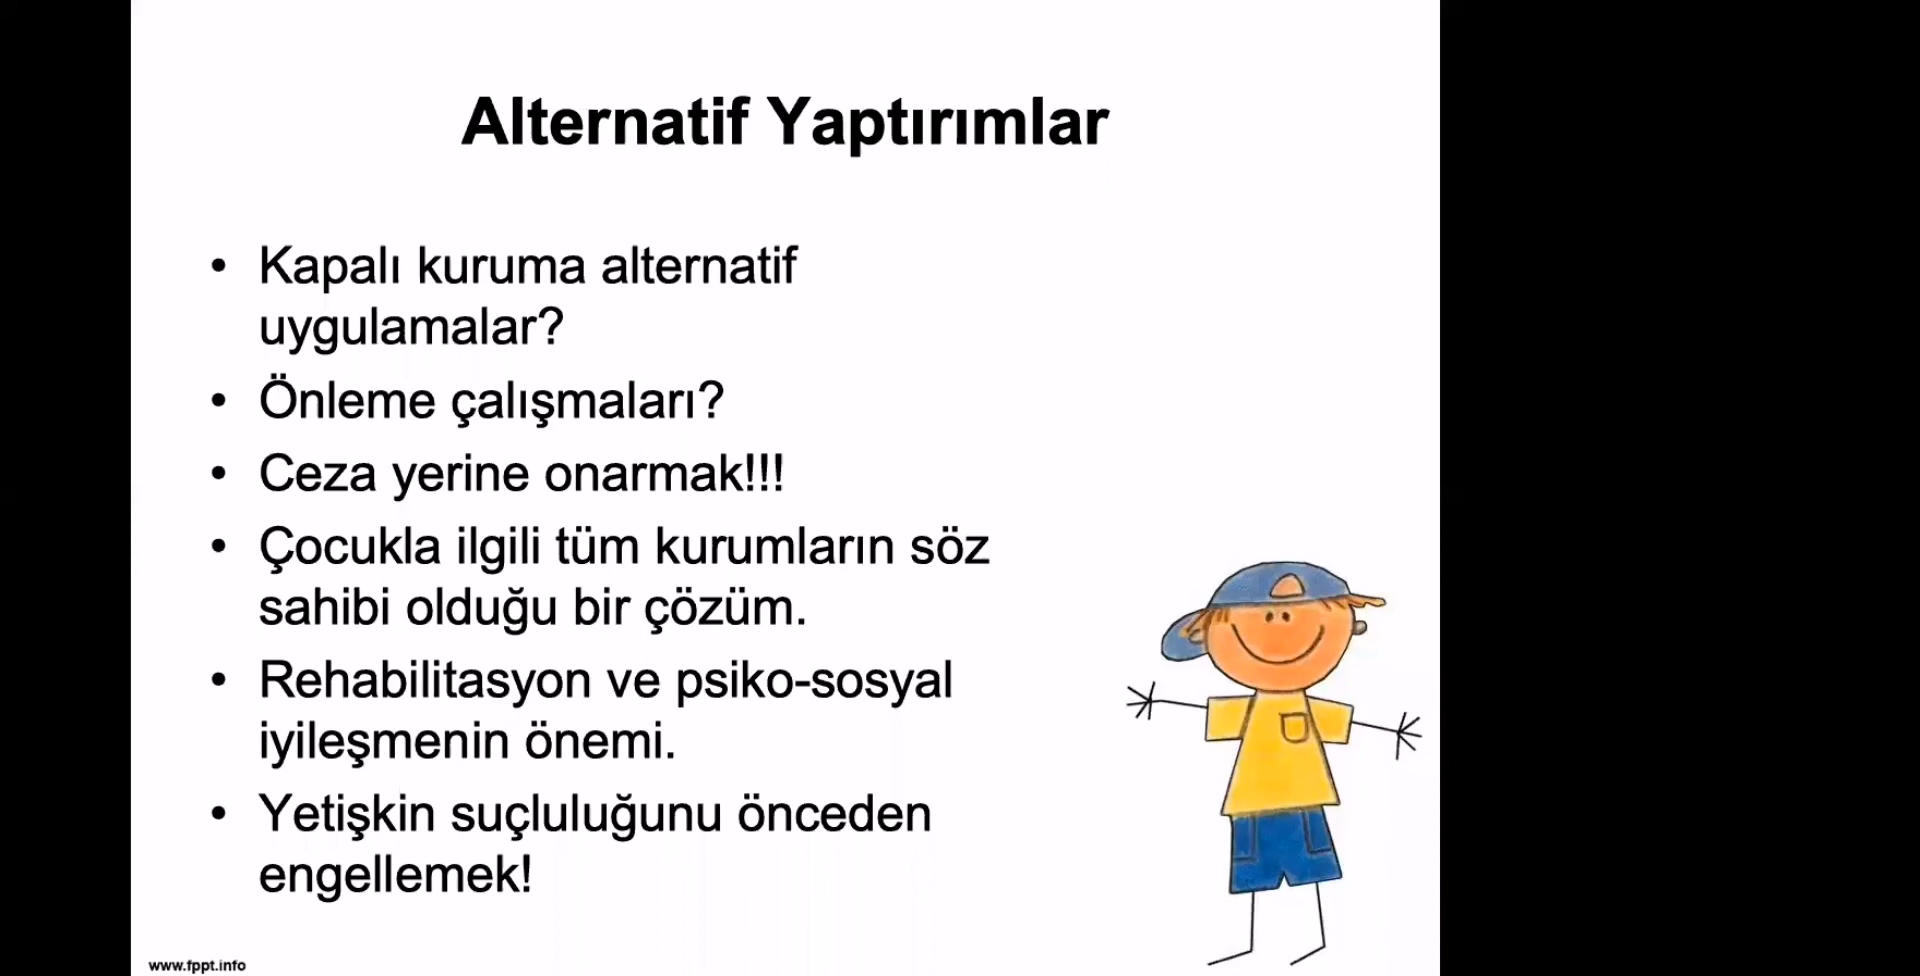 Alternatif Yaptırımlar
• Kapalı kuruma alternatif
uygulamalar?
• Önleme çalışmaları?
• Ceza yerine onarmak!!!
• Çocukla ilgili tüm kurumların söz
sahibi olduğu bir çözüm.
• Rehabilitasyon ve psiko-sosyal
iyileşmenin önemi.
• Yetişkin suçluluğunu önceden
engellemek!
www.fppt.info